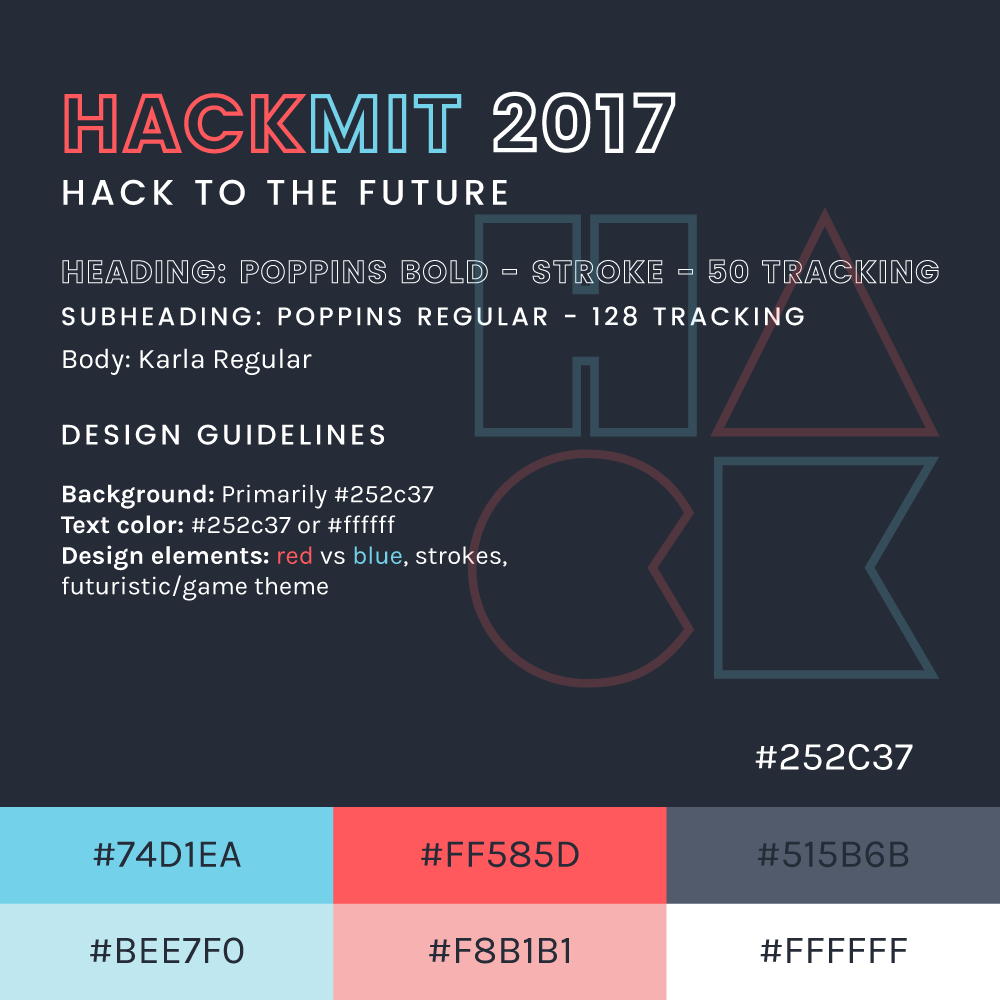 HACKMIT 2017
HACK TO THE FUTURE
HEADING: POPPINS BOLD - STROKE - 50 TRACKING
SUBHEADING: POPPINS REGULAR - 128 TRACKING
Body: Karla Regular
DESIGN GUIDELINES
Background: Primarily #252c37
Text color: #252c37 or #ffffff
Design elements: red vs blue, strokes,
futuristic/game theme
HA
CK
#252C37
#74D1EA #FF585D #515B6B
#BEE7F0 #F8B1B1 #FFFFFF